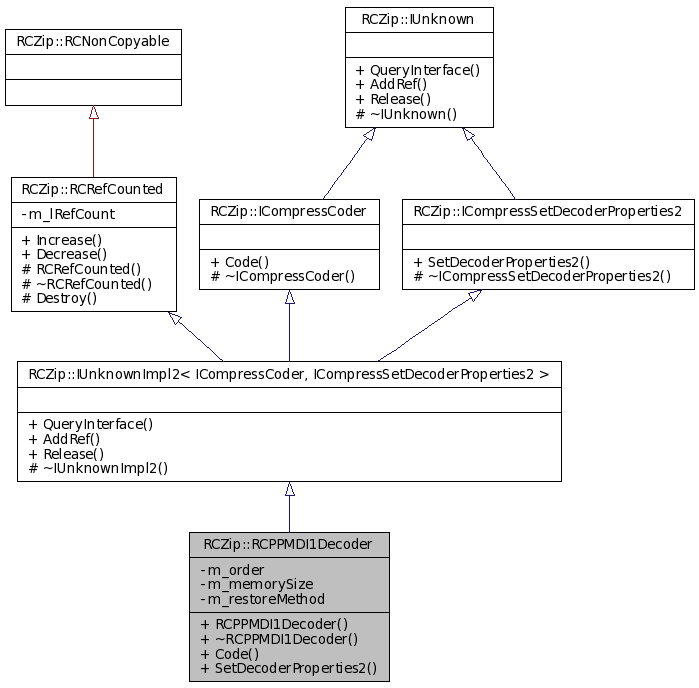 RCZip::IUnknown
+ QueryInterface()
+ AddRef()
+ Release()
# ~IUnknown()
RCZip::RCNonCopyable
RCZip::RCRefCounted
- m_lRefCount
+ Increase()
+ Decrease()
# RCRefCounted()
# ~RCRefCounted()
# Destroy()
RCZip::ICompressCoder
+ Code()
# ~ICompressCoder()
RCZip::ICompressSetDecoderProperties2
+ SetDecoderProperties2()
# ~ICompressSetDecoderProperties2()
RCZip::IUnknownImpl2< ICompressCoder, ICompressSetDecoderProperties2 >
+ QueryInterface()
+ AddRef()
+ Release()
# ~IUnknownImpl2()
RCZip::RCPPMDI1Decoder
- m_order
- m_memorySize
- m_restoreMethod
+ RCPPMDI1Decoder()
+ ~RCPPMDI1Decoder()
+ Code()
+ SetDecoderProperties2()